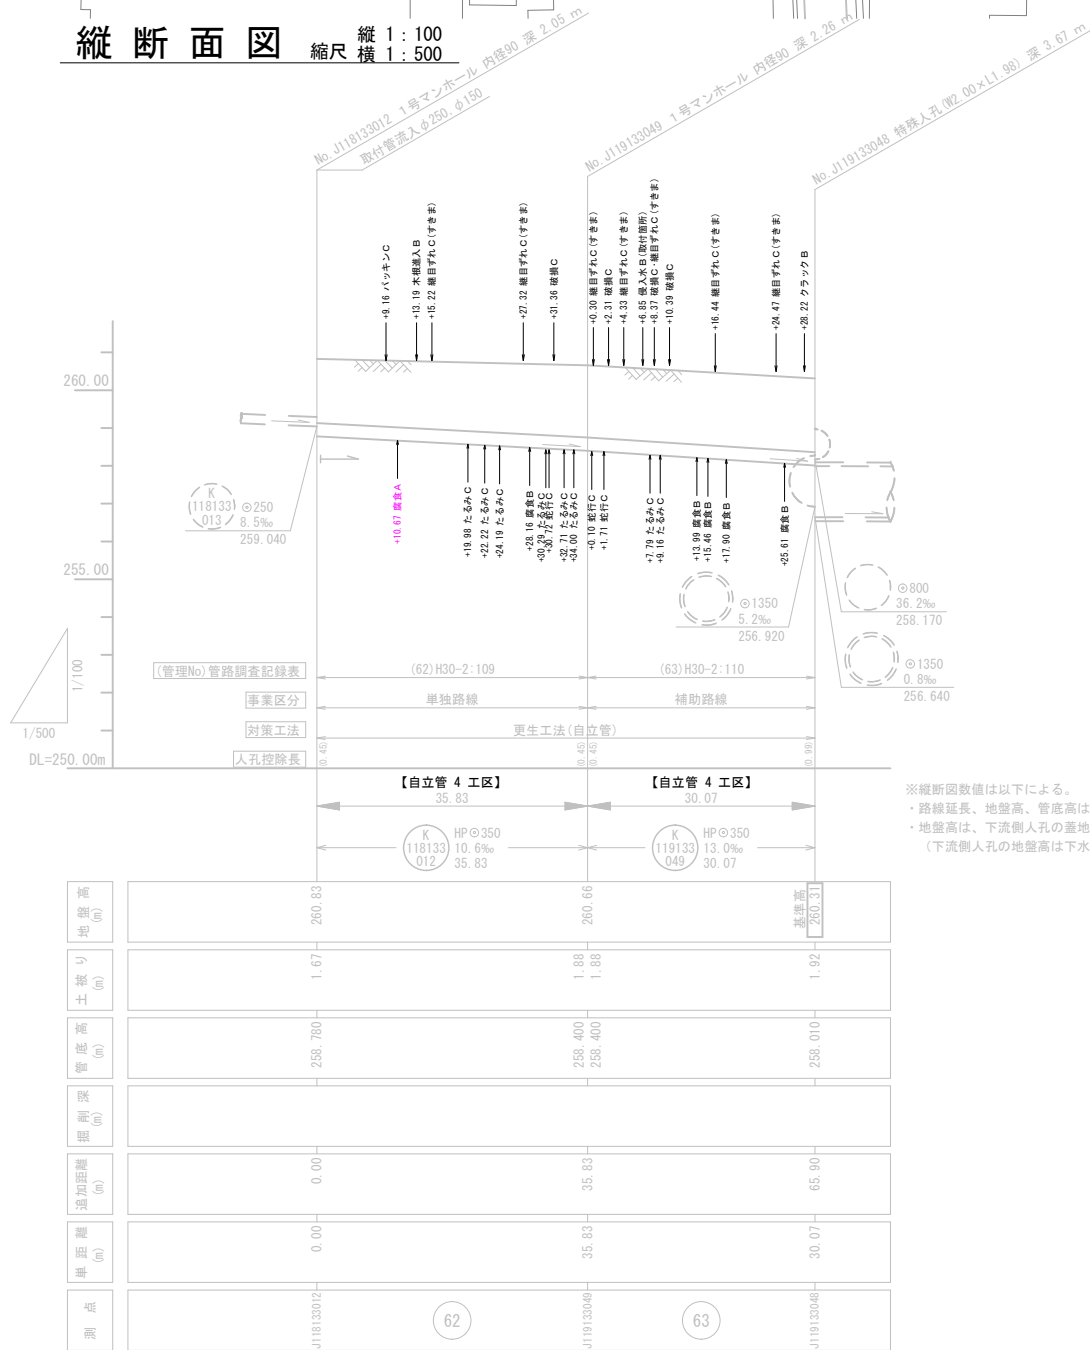 縦断面図 縮尺 縦 1:100 横 1:500
No.J118133012 1号マンホール 内径90 深 2.05 m
取付管流入φ250,φ150
No.J119133049 1号マンホール 内径90 深 2.26 m
No.J119133048 特殊人孔(W2.00×L1.98) 深 3.67 m
+9.16 パッキンC
+13.19 木根進入B
+15.22 継目ずれC(すきま)
+27.32 継目ずれC(すきま)
+31.36 破損C
+0.30 継目ずれC(すきま)
+2.31 破損C
+4.33 継目ずれC(すきま)
+6.85 侵入水B(取付箇所)
+8.37 破損C・継目ずれC(すきま)
+10.39 破損C
+16.44 継目ずれC(すきま)
+24.47 継目ずれC(すきま)
+28.22 クラックB
260.00
255.00
DL=250.00m
1/100
1/500
K
118133
013
◎250
8.5‰
259.040
+10.67 腐食A
+19.98 たるみC
+22.22 たるみC
+24.19 たるみC
+28.16 腐食B
+30.29 たるみC
+30.72 蛇行C
+32.71 たるみC
+34.00 たるみC
+0.10 蛇行C
+1.71 蛇行C
+7.79 たるみC
+9.16 たるみC
+13.99 腐食B
+15.46 腐食B
+17.90 腐食B
+25.61 腐食B
◎1350
5.2‰
256.920
◎800
36.2‰
258.170
◎1350
0.8‰
256.640
(管理No)管路調査記録表
(62)H30-2:109
(63)H30-2:110
事業区分
単独路線
補助路線
対策工法
更生工法(自立管)
人孔控除長
(0.45)
(0.45)
(0.45)
(0.99)
【自立管 4 工区】
35.83
【自立管 4 工区】
30.07
K
118133
012
HP◎350
10.6‰
35.83
K
119133
049
HP◎350
13.0‰
30.07
※縦断図数値は以下による。
・路線延長、地盤高、管底高は
・地盤高は、下流側人孔の蓋地
(下流側人孔の地盤高は下水
地盤高(m)
260.83
260.66
基準高
260.31
土被り(m)
1.67
1.88
1.88
1.92
管底高(m)
258.780
258.400
258.400
258.010
掘削深(m)
追加距離(m)
0.00
35.83
65.90
単距離(m)
0.00
35.83
30.07
測点
J118133012
62
J119133049
63
J119133048